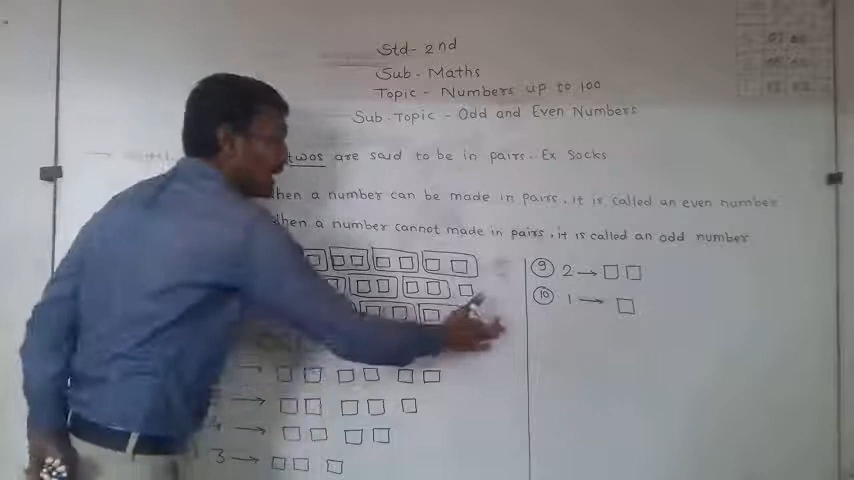 Std- 2nd
Sub- Maths
Topic - Numbers up to 100
Sub-Topic - Odd and Even Numbers
twos are said to be in pairs. Ex Socks
hen a number can be made in pairs, it is called an even number
hen a number cannot made in pairs, it is called an odd number
9 2 →
10 1 →
→
→
4 →
3 →